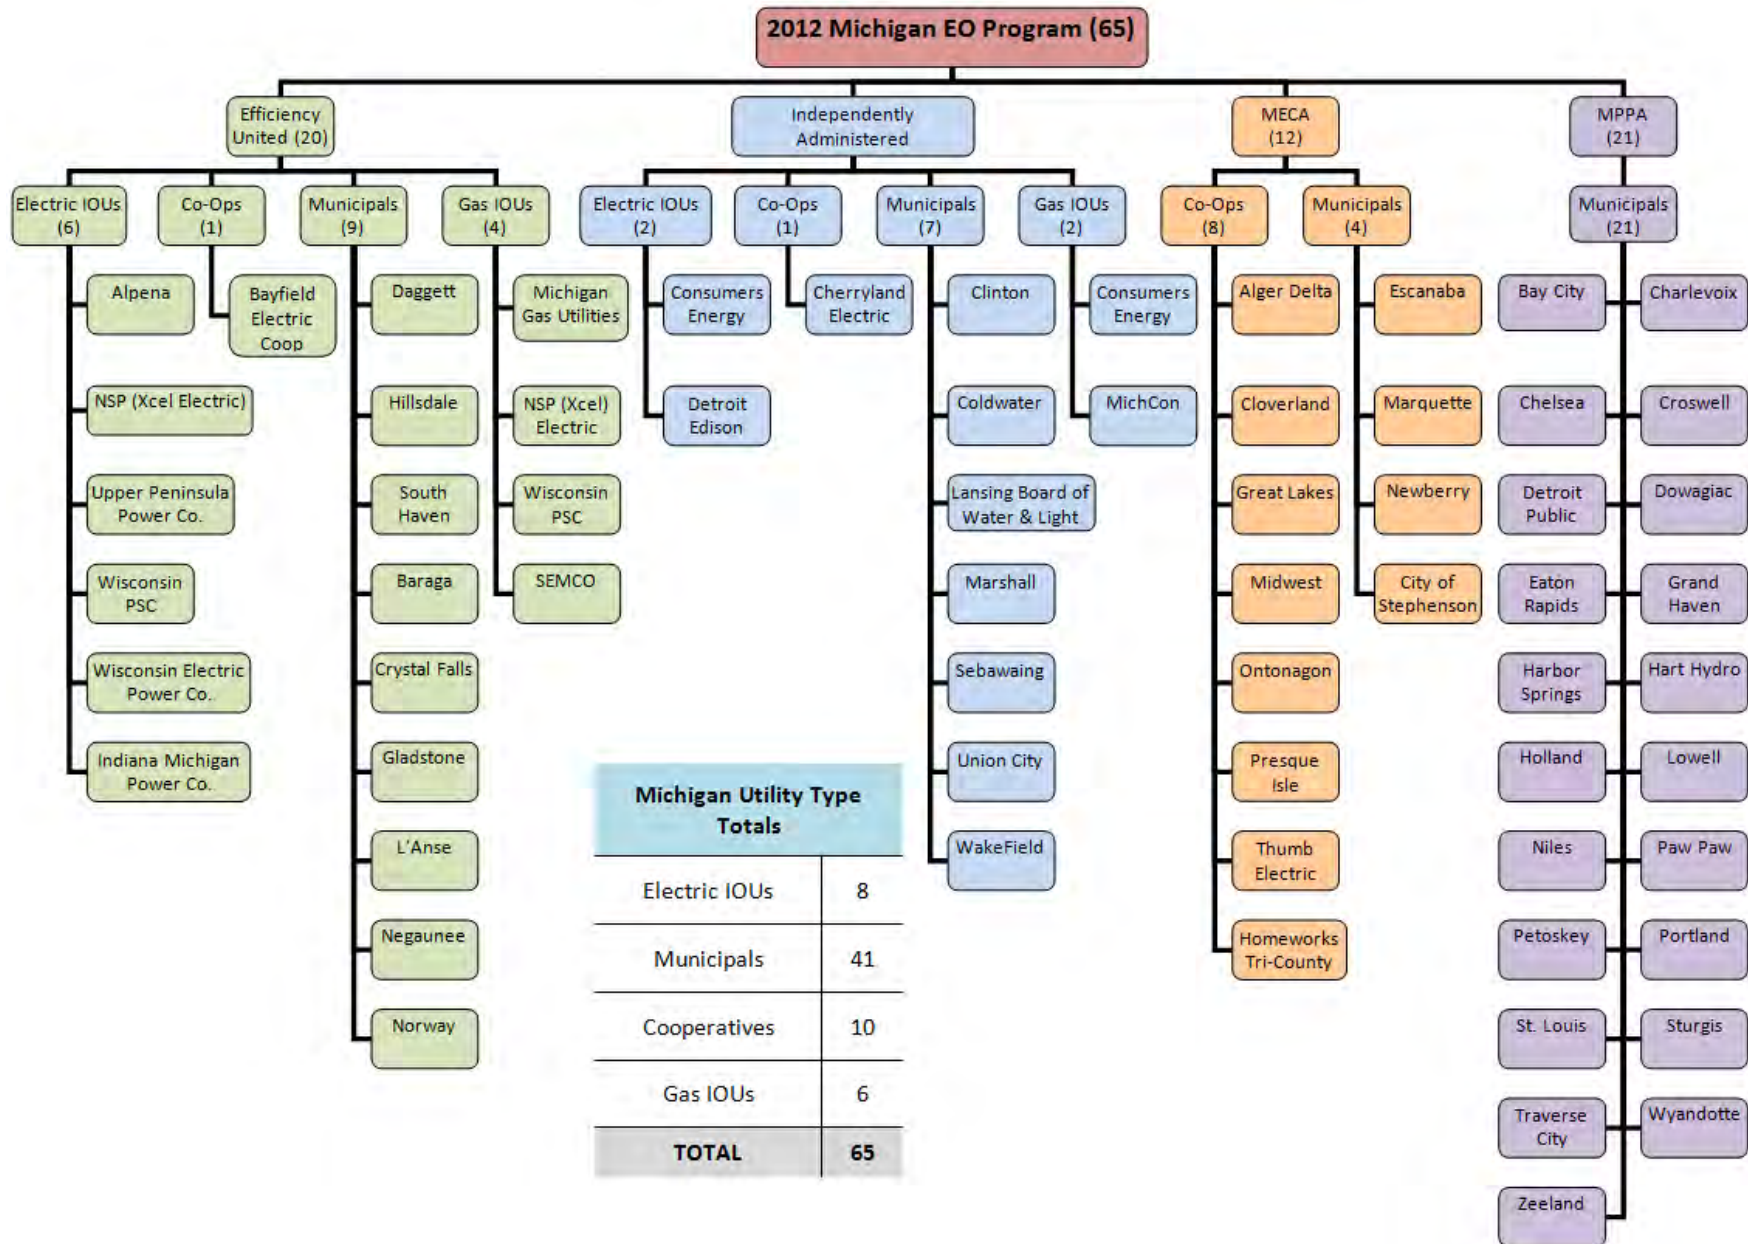 2012 Michigan EO Program (65)
Efficiency
United (20)
Independently
Administered
MECA
(12)
MPPA
(21)
Electric IOUs
(6)
Co-Ops
(1)
Municipals
(9)
Gas IOUs
(4)
Electric IOUs
(2)
Co-Ops
(1)
Municipals
(7)
Gas IOUs
(2)
Co-Ops
(8)
Municipals
(4)
Municipals
(21)
Alpena
NSP (Xcel Electric)
Upper Peninsula
Power Co.
Wisconsin
PSC
Wisconsin Electric
Power Co.
Indiana Michigan
Power Co.
Bayfield
Electric
Coop
Daggett
Hillsdale
South
Haven
Baraga
Crystal Falls
Gladstone
L'Anse
Negaunee
Norway
Michigan
Gas Utilities
NSP (Xcel)
Electric
Wisconsin
PSC
SEMCO
Consumers
Energy
Detroit
Edison
Cherryland
Electric
Clinton
Coldwater
Lansing Board of
Water & Light
Marshall
Sebawaing
Union City
WakeField
Consumers
Energy
MichCon
Alger Delta
Cloverland
Great Lakes
Midwest
Ontonagon
Presque
Isle
Thumb
Electric
Homeworks
Tri-County
Escanaba
Marquette
Newberry
City of
Stephenson
Bay City
Chelsea
Detroit
Public
Eaton
Rapids
Harbor
Springs
Holland
Niles
Petoskey
St. Louis
Traverse
City
Zeeland
Charlevoix
Croswell
Dowagiac
Grand
Haven
Hart Hydro
Lowell
Paw Paw
Portland
Sturgis
Wyandotte
Michigan Utility Type
Totals
Electric IOUs 8
Municipals 41
Cooperatives 10
Gas IOUs 6
TOTAL 65